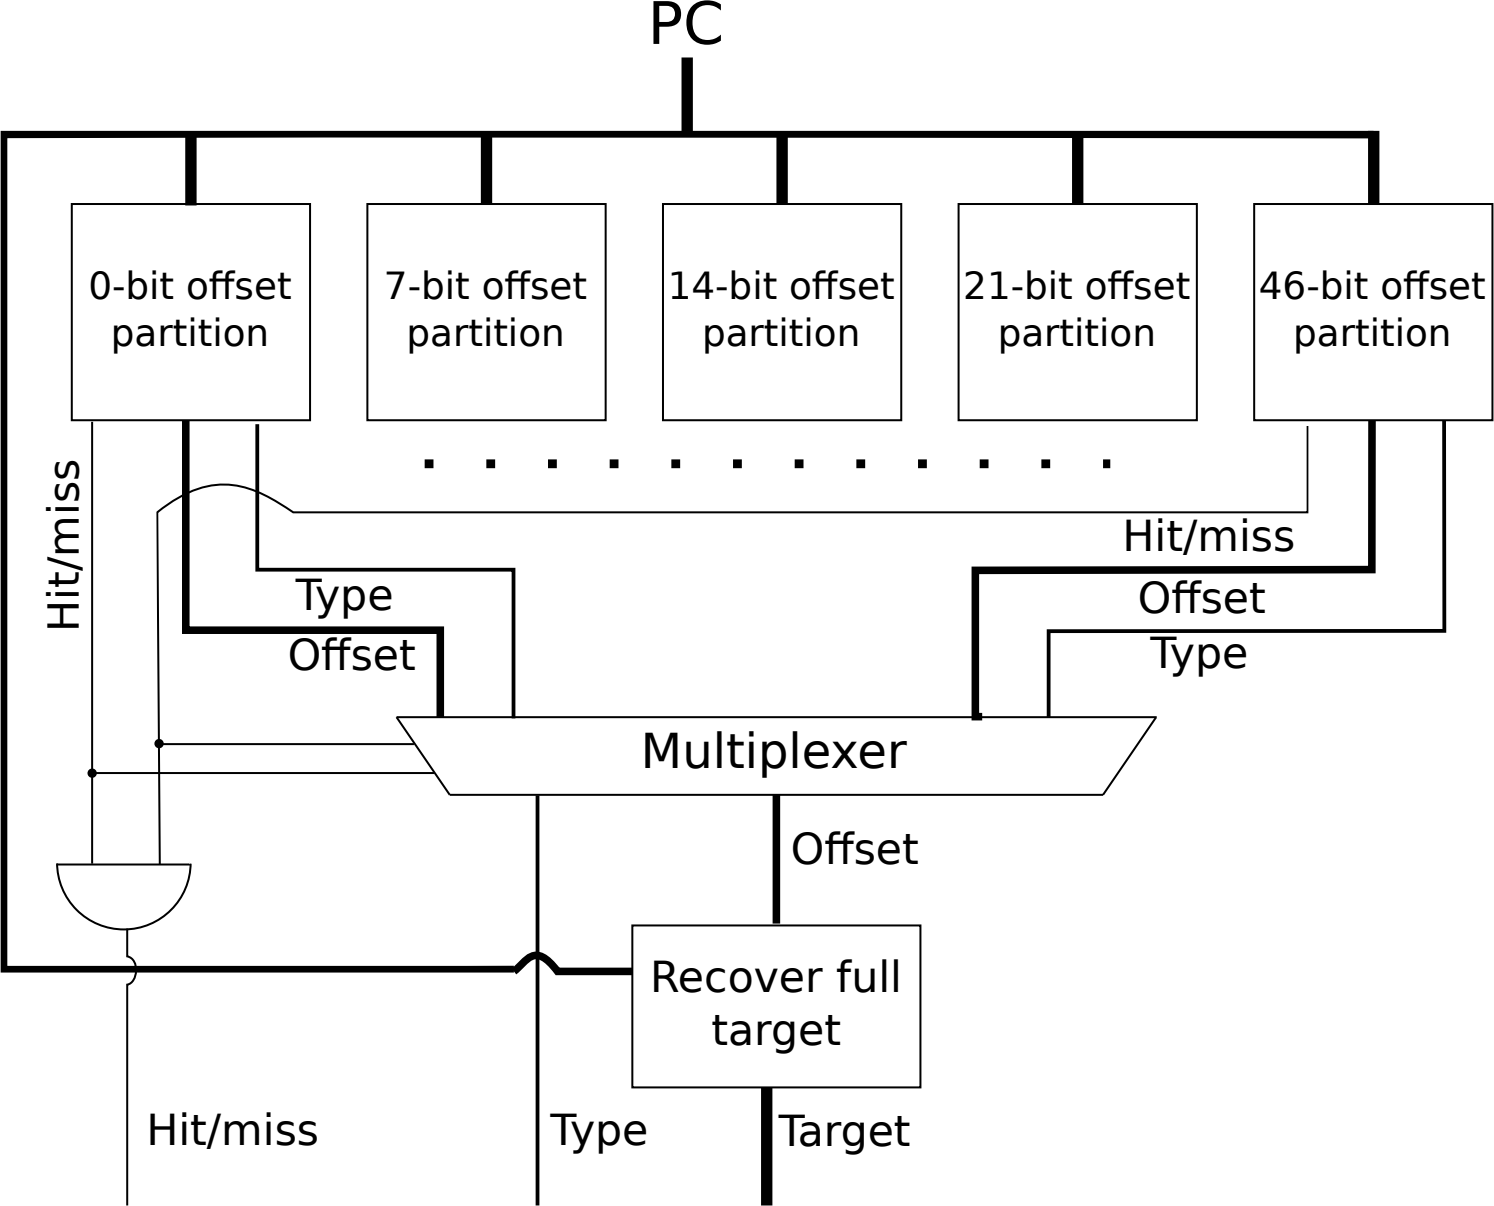 PC
0-bit offset
partition
7-bit offset
partition
14-bit offset
partition
21-bit offset
partition
46-bit offset
partition
Hit/miss
Hit/miss
Type
Offset
Offset
Type
Multiplexer
Offset
Recover full
target
Hit/miss
Type
Target